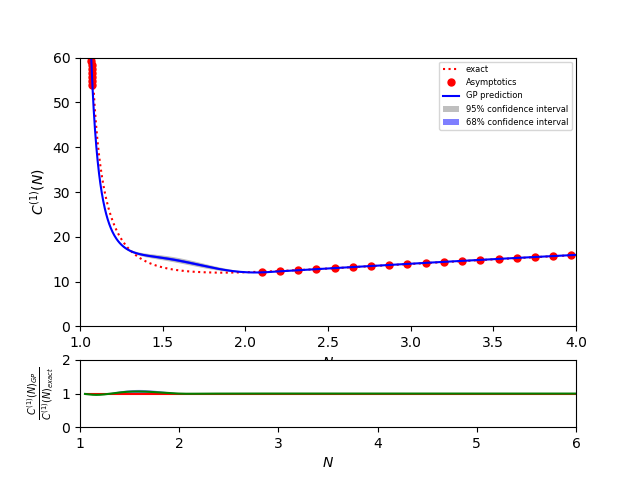 60
50
40
30
20
10
0
C^{(1)}(N)
exact
Asymptotics
GP prediction
95% confidence interval
68% confidence interval
1.0 1.5 2.0 2.5 3.0 3.5 4.0
2
1
0
C^{(1)}(N)_{GP}
C^{(1)}(N)_{exact}
1 2 3 4 5 6
N